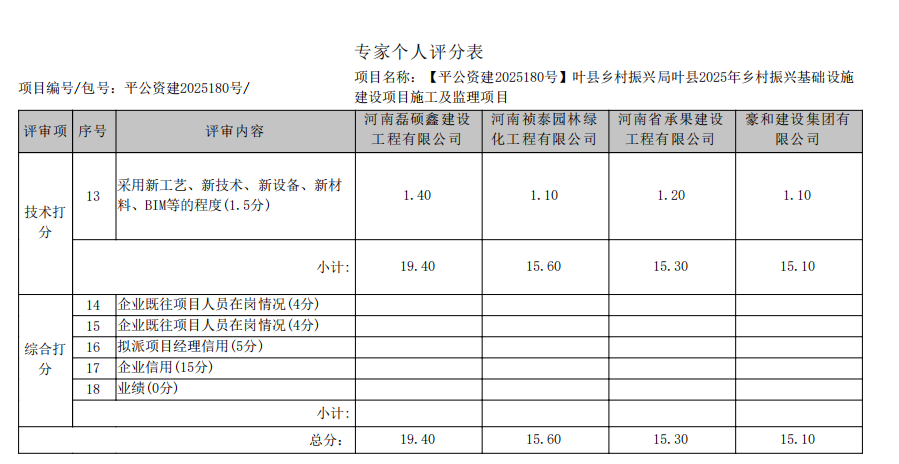 专家个人评分表
项目编号/包号：平公资建2025180号/
项目名称：【平公资建2025180号】叶县乡村振兴局叶县2025年乡村振兴基础设施
建设项目施工及监理项目
评审项 序号 评审内容 河南磊硕鑫建设工程有限公司 河南祯泰园林绿化工程有限公司 河南省承果建设工程有限公司 豪和建设集团有限公司
技术打分
13 采用新工艺、新技术、新设备、新材料、BIM等的程度(1.5分) 1.40 1.10 1.20 1.10
小计: 19.40 15.60 15.30 15.10
综合打分
14 企业既往项目人员在岗情况(4分)
15 企业既往项目人员在岗情况(4分)
16 拟派项目经理信用(5分)
17 企业信用(15分)
18 业绩(0分)
小计:
总分: 19.40 15.60 15.30 15.10